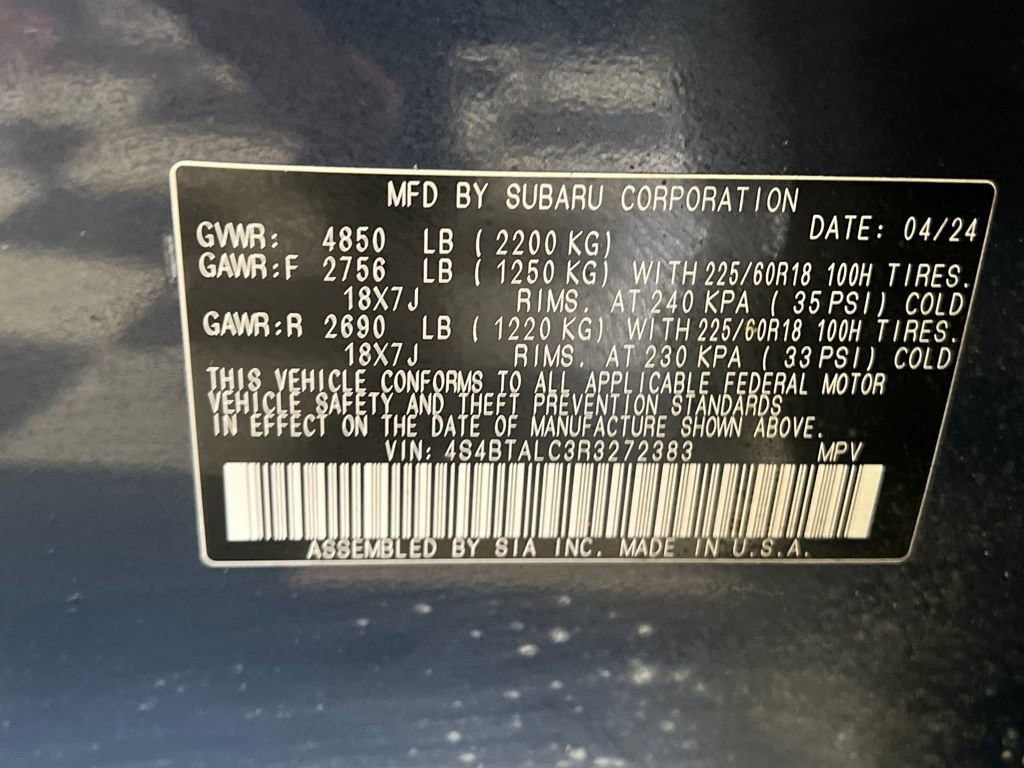 MFD BY SUBARU CORPORATION
DATE: 04/24
GVWR: 4850 LB ( 2200 KG)
GAWR:F 2756 LB ( 1250 KG) WITH 225/60R18 100H TIRES.
18X7J RIMS. AT 240 KPA ( 35 PSI) COLD
GAWR:R 2690 LB ( 1220 KG) WITH 225/60R18 100H TIRES.
18X7J RIMS. AT 230 KPA ( 33 PSI) COLD
THIS VEHICLE CONFORMS TO ALL APPLICABLE FEDERAL MOTOR
VEHICLE SAFETY AND THEFT PREVENTION STANDARDS
IN EFFECT ON THE DATE OF MANUFACTURE SHOWN ABOVE.
VIN: 4S4BTALC3R3272383 MPV
ASSEMBLED BY SIA INC. MADE IN U.S.A.